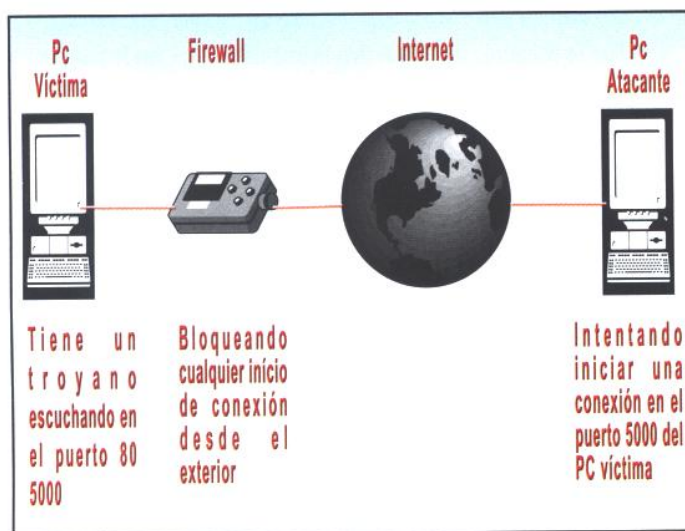 Pc
Víctima
Firewall
Internet
Pc
Atacante
Tiene un
troyano
escuchando en
el puerto 80
5000
Bloqueando
cualquier início
de conexión
desde el
exterior
Intentando
iniciar una
conexión en el
puerto 5000 del
PC víctima